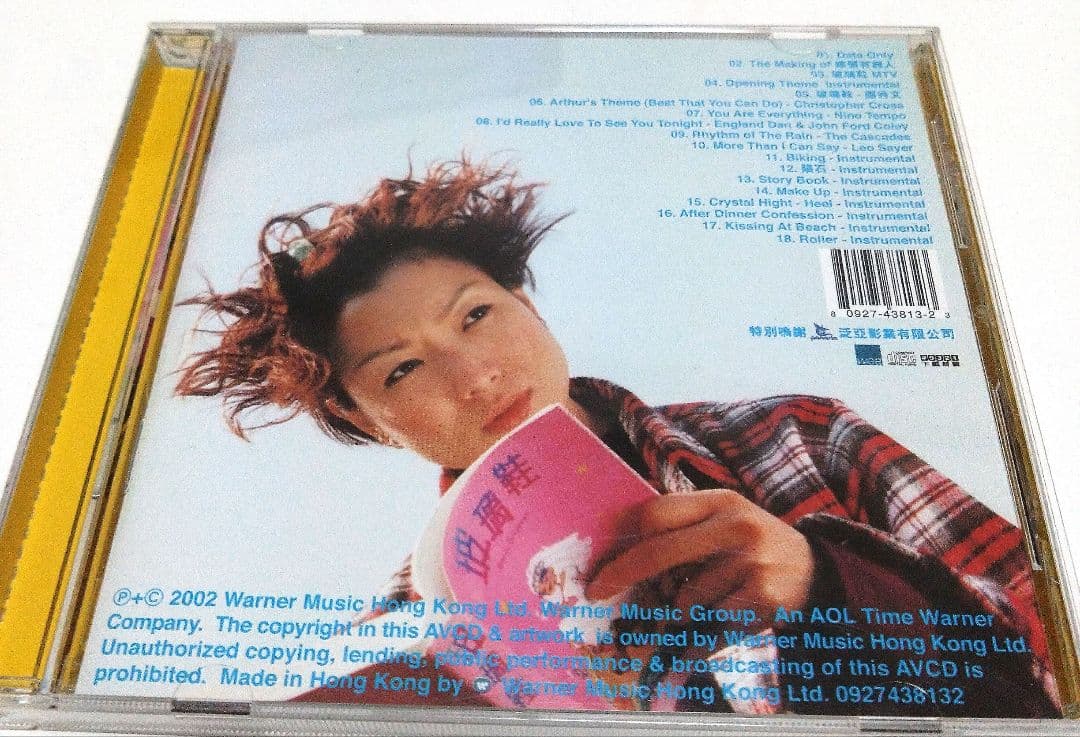 01. Data Only
02. The Making of 嫁個有錢人
03. 玻璃鞋 MTV
04. Opening Theme - Instrumental
05. 玻璃鞋 - 鄭秀文
06. Arthur's Theme (Best That You Can Do) - Christopher Cross
07. You Are Everything - Nino Tempo
08. I'd Really Love To See You Tonight - England Dan & John Ford Coley
09. Rhythm of The Rain - The Cascades
10. More Than I Can Say - Leo Sayer
11. Biking - Instrumental
12. 隕石 - Instrumental
13. Story Book - Instrumental
14. Make Up - Instrumental
15. Crystal Hight - Heel - Instrumental
16. After Dinner Confession - Instrumental
17. Kissing At Beach - Instrumental
18. Roller - Instrumental
8 0927-43813-2 3
特別鳴謝 泛亞影業有限公司
disc
玻璃鞋
℗+© 2002 Warner Music Hong Kong Ltd. Warner Music Group. An AOL Time Warner
Company. The copyright in this AVCD & artwork is owned by Warner Music Hong Kong Ltd.
Unauthorized copying, lending, public performance & broadcasting of this AVCD is
prohibited. Made in Hong Kong by Warner Music Hong Kong Ltd. 0927438132